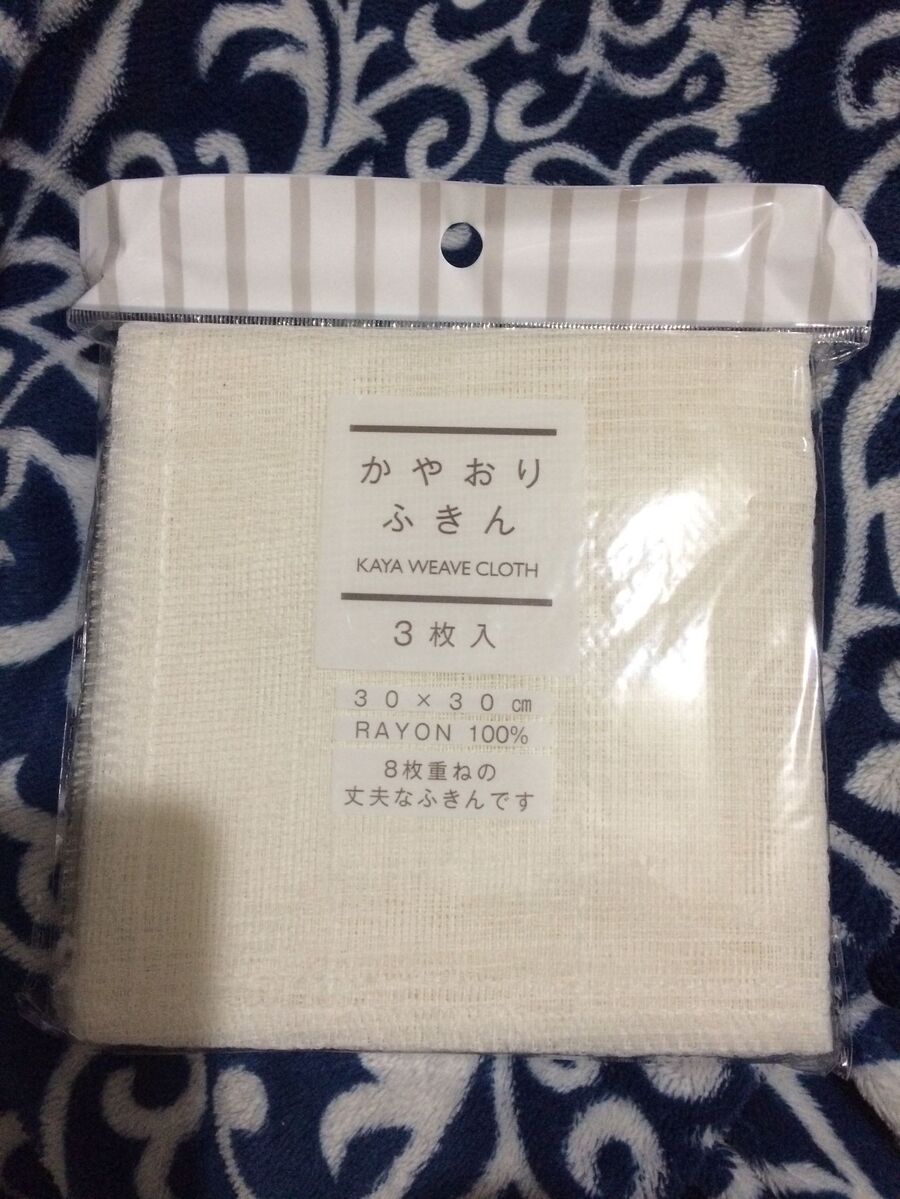 かやおり
ふきん
KAYA WEAVE CLOTH
3枚入
30×30㎝
RAYON 100%
8枚重ねの
丈夫なふきんです